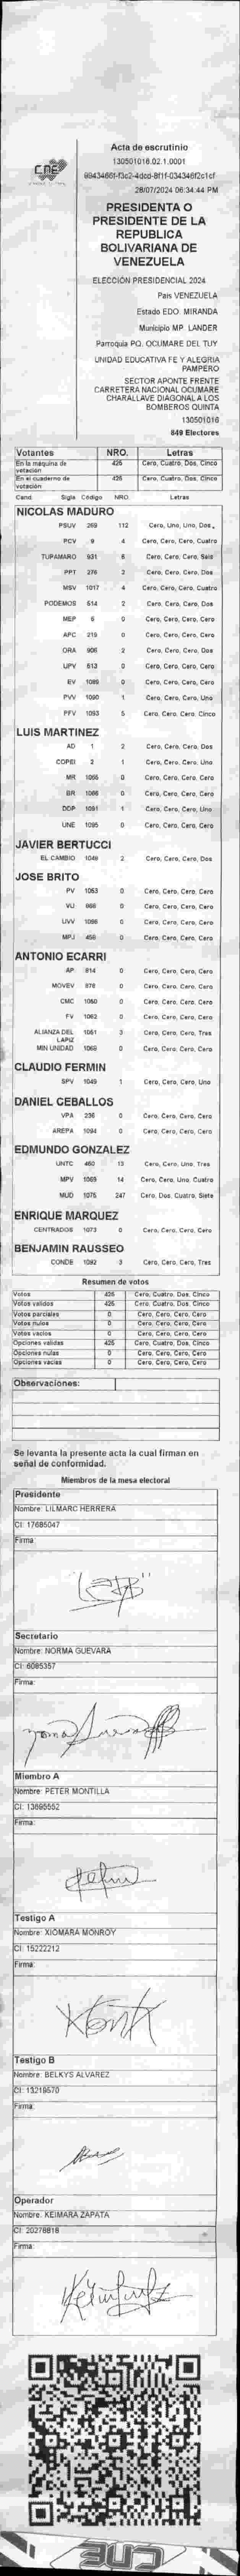 CNE
Acta de escrutinio
130501016.02.1.0001
28/07/2024 06:34:44 PM
PRESIDENTA O
PRESIDENTE DE LA
REPUBLICA
BOLIVARIANA DE
VENEZUELA
ELECCIÓN PRESIDENCIAL 2024
Pais VENEZUELA
Estado EDO. MIRANDA
Municipio MP. LANDER
Parroquia PQ. OCUMARE DEL TUY
UNIDAD EDUCATIVA FE Y ALEGRIA
PAMPERO
SECTOR APONTE FRENTE
CARRETERA NACIONAL OCUMARE
CHARALLAVE DIAGONAL A LOS
BOMBEROS QUINTA
130501016
849 Electores
Votantes NRO. Letras
En la máquina de votación 425 Cero, Cuatro, Dos, Cinco
En el cuaderno de votación 425 Cero, Cuatro, Dos, Cinco
Cand. Sigla Código NRO. Letras
NICOLAS MADURO
PSUV 269 112 Cero, Uno, Uno, Dos
PCV 9 4 Cero, Cero, Cero, Cuatro
TUPAMARO 931 6 Cero, Cero, Cero, Seis
PPT 276 2 Cero, Cero, Cero, Dos
MSV 1017 4 Cero, Cero, Cero, Cuatro
PODEMOS 514 2 Cero, Cero, Cero, Dos
MEP 6 0 Cero, Cero, Cero, Cero
APC 219 0 Cero, Cero, Cero, Cero
ORA 906 2 Cero, Cero, Cero, Dos
UPV 613 0 Cero, Cero, Cero, Cero
EV 1089 0 Cero, Cero, Cero, Cero
PVV 1090 1 Cero, Cero, Cero, Uno
PFV 1093 5 Cero, Cero, Cero, Cinco
LUIS MARTINEZ
AD 1 2 Cero, Cero, Cero, Dos
COPEI 2 1 Cero, Cero, Cero, Uno
MR 1055 0 Cero, Cero, Cero, Cero
BR 1066 0 Cero, Cero, Cero, Cero
DDP 1091 1 Cero, Cero, Cero, Uno
UNE 1095 0 Cero, Cero, Cero, Cero
JAVIER BERTUCCI
EL CAMBIO 1049 2 Cero, Cero, Cero, Dos
JOSE BRITO
PV 1053 0 Cero, Cero, Cero, Cero
VU 966 0 Cero, Cero, Cero, Cero
UVV 1096 0 Cero, Cero, Cero, Cero
MPJ 459 0 Cero, Cero, Cero, Cero
ANTONIO ECARRI
AP 814 0 Cero, Cero, Cero, Cero
MOVEV 978 0 Cero, Cero, Cero, Cero
CMC 1050 0 Cero, Cero, Cero, Cero
FV 1062 0 Cero, Cero, Cero, Cero
ALIANZA DEL LAPIZ 1051 3 Cero, Cero, Cero, Tres
MIN UNIDAD 1069 0 Cero, Cero, Cero, Cero
CLAUDIO FERMIN
SPV 1049 1 Cero, Cero, Cero, Uno
DANIEL CEBALLOS
VPA 236 0 Cero, Cero, Cero, Cero
AREPA 1094 0 Cero, Cero, Cero, Cero
EDMUNDO GONZALEZ
UNTC 460 13 Cero, Cero, Uno, Tres
MPV 1069 14 Cero, Cero, Uno, Cuatro
MUD 1075 247 Cero, Dos, Cuatro, Siete
ENRIQUE MARQUEZ
CENTRADOS 1073 0 Cero, Cero, Cero, Cero
BENJAMIN RAUSSEO
CONDE 1092 3 Cero, Cero, Cero, Tres
Resumen de votos
Votos 425 Cero, Cuatro, Dos, Cinco
Votos validos 425 Cero, Cuatro, Dos, Cinco
Votos parciales 0 Cero, Cero, Cero, Cero
Votos nulos 0 Cero, Cero, Cero, Cero
Votos vacíos 0 Cero, Cero, Cero, Cero
Opciones validas 425 Cero, Cuatro, Dos, Cinco
Opciones nulas 0 Cero, Cero, Cero, Cero
Opciones vacias 0 Cero, Cero, Cero, Cero
Observaciones:
Se levanta la presente acta la cual firman en
señal de conformidad.
Miembros de la mesa electoral
Presidente
Nombre: LILMARC HERRERA
CI: 17685047
Firma:
Secretario
Nombre: NORMA GUEVARA
CI: 6085357
Firma:
Miembro A
Nombre: PETER MONTILLA
CI: 13695552
Firma:
Testigo A
Nombre: XIOMARA MONROY
CI: 15222212
Firma:
Testigo B
Nombre: BELKYS ALVAREZ
CI: 13219570
Firma:
Operador
Nombre: KEIMARA ZAPATA
CI: 20278818
Firma:
CNE